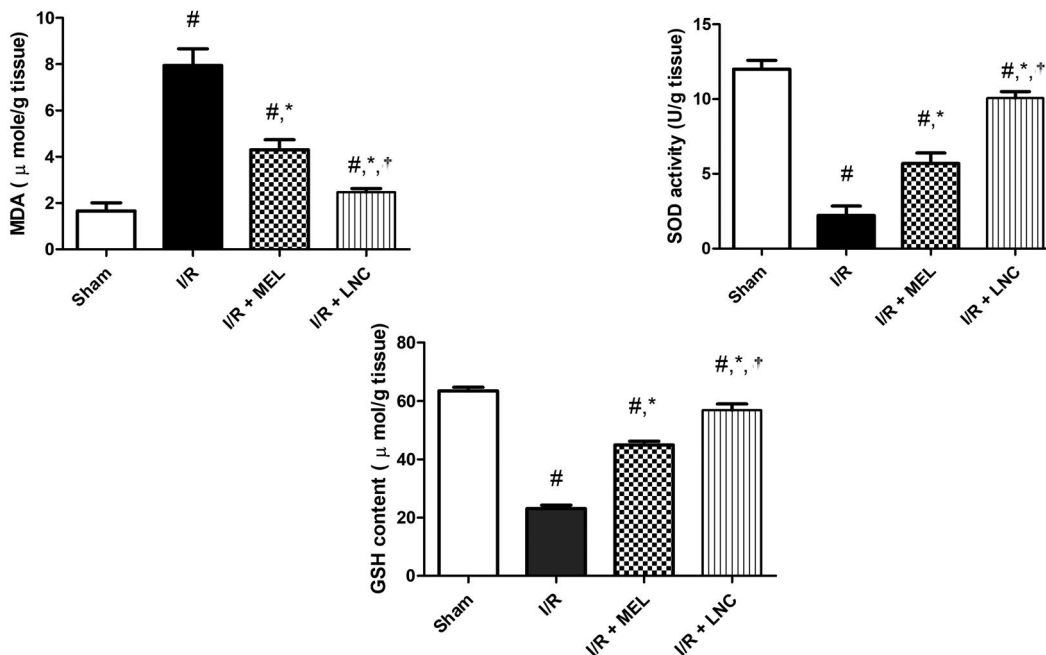 MDA ( μ mole/g tissue)
10
8
6
4
2
0
#
#,*
#,*,†
Sham
I/R
I/R + MEL
I/R + LNC
SOD activity (U/g tissue)
15
10
5
0
#
#,*
#,*,†
Sham
I/R
I/R + MEL
I/R + LNC
GSH content ( μ mol/g tissue)
80
60
40
20
0
#
#,*
#,*,†
Sham
I/R
I/R + MEL
I/R + LNC